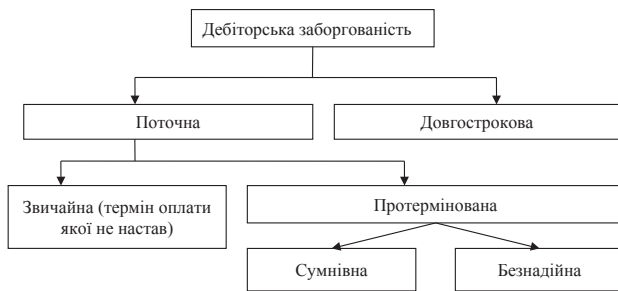 Дебіторська заборгованість
Поточна
Довгострокова
Звичайна (термін оплати
якої не настав)
Протермінована
Сумнівна
Безнадійна